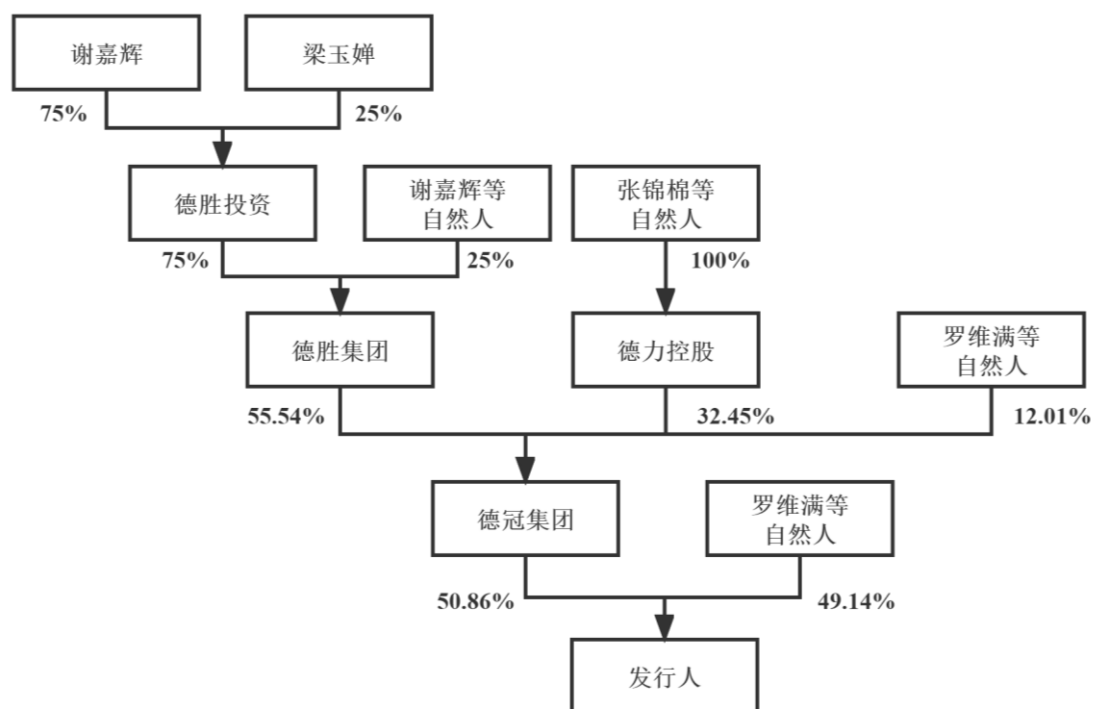 谢嘉辉
梁玉婵
75%
25%
德胜投资
谢嘉辉等
自然人
张锦棉等
自然人
75%
25%
100%
德胜集团
德力控股
罗维满等
自然人
55.54%
32.45%
12.01%
德冠集团
罗维满等
自然人
50.86%
49.14%
发行人